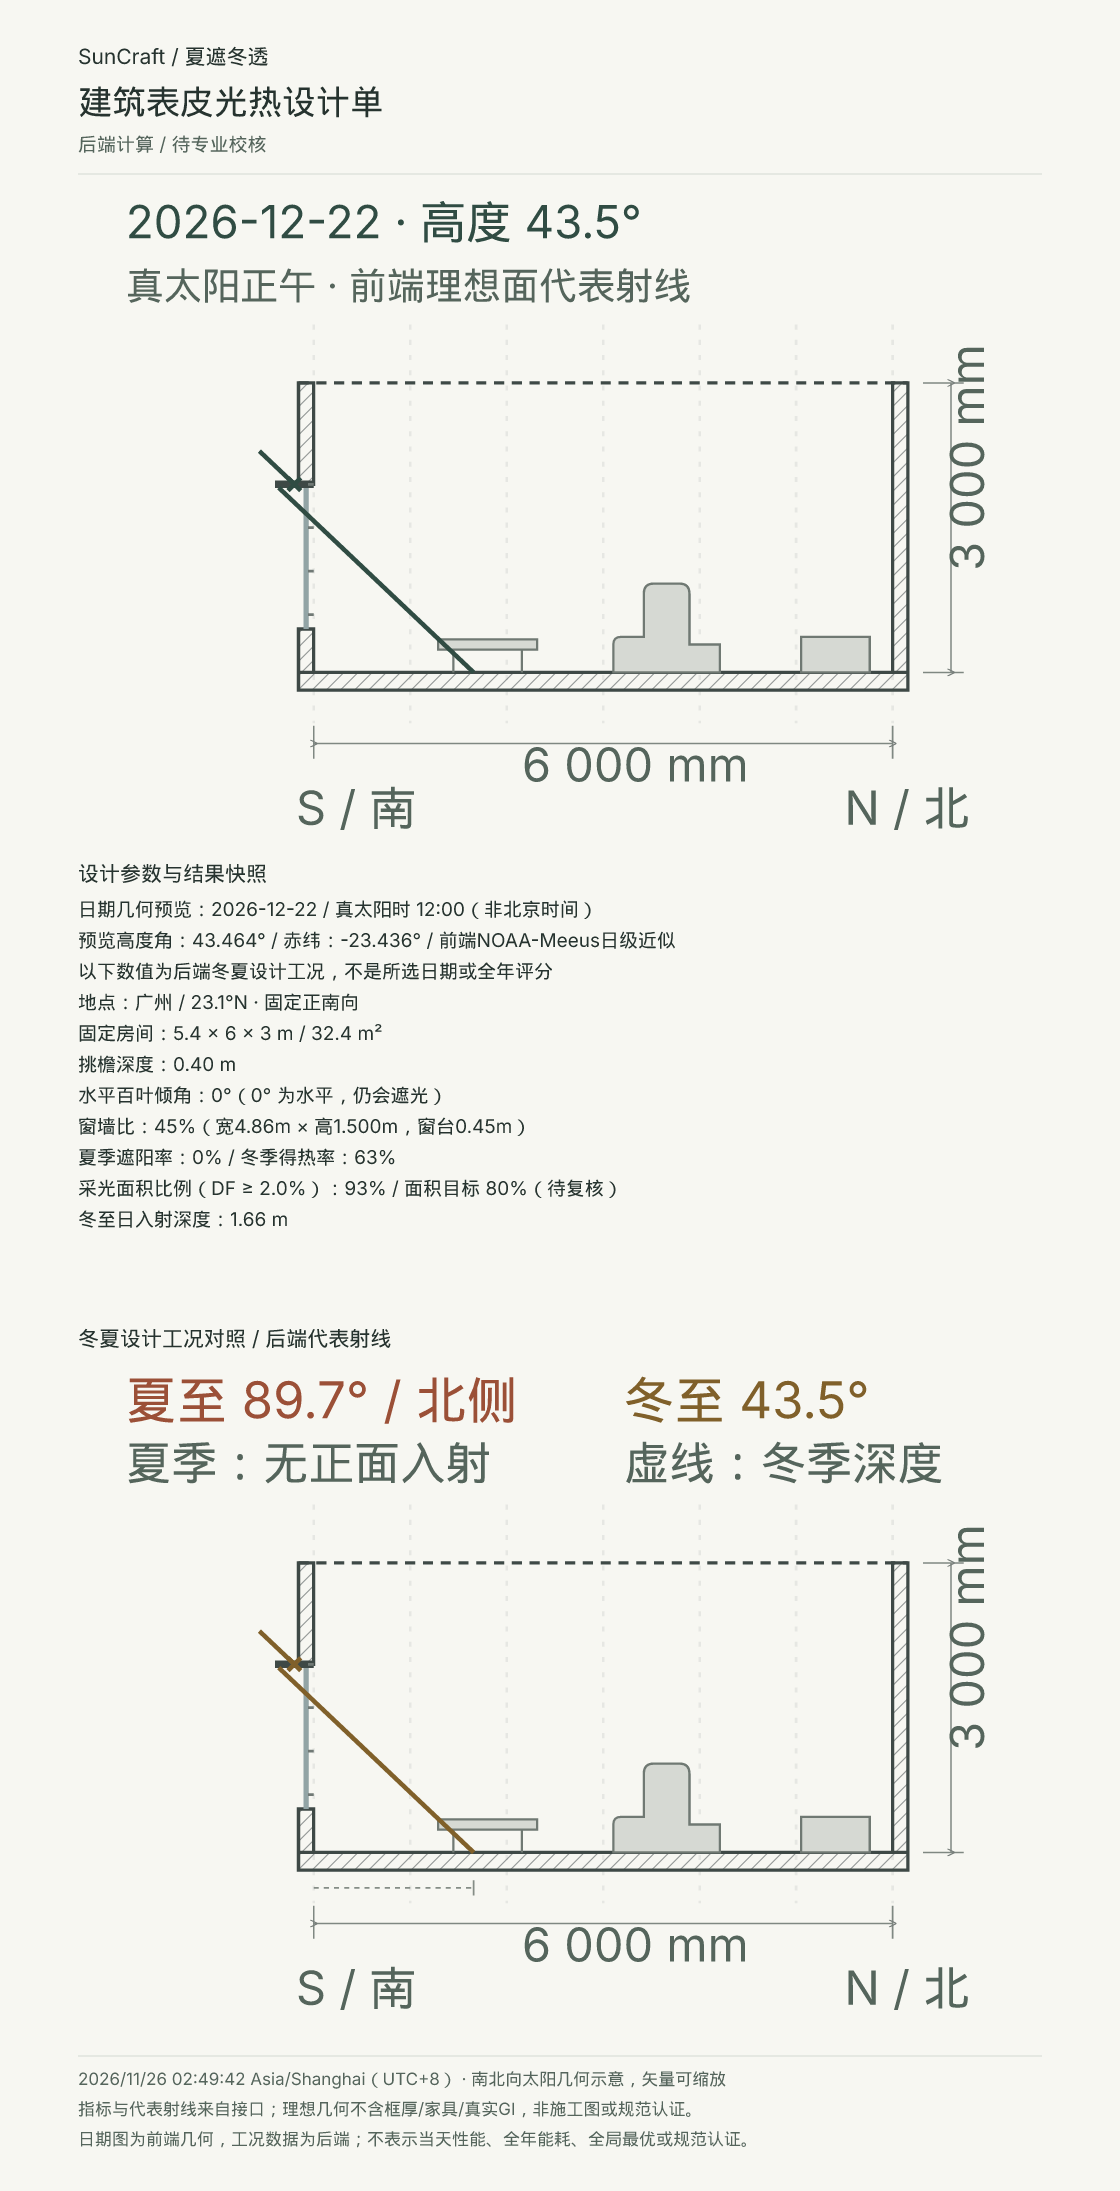 SunCraft / 夏遮冬透
建筑表皮光热设计单
后端计算 / 待专业校核
2026-12-22 · 高度 43.5°
真太阳正午 · 前端理想面代表射线
3 000 mm
6 000 mm
S / 南
N / 北
设计参数与结果快照
日期几何预览：2026-12-22 / 真太阳时 12:00（非北京时间）
预览高度角：43.464° / 赤纬：-23.436° / 前端NOAA-Meeus日级近似
以下数值为后端冬夏设计工况，不是所选日期或全年评分
地点：广州 / 23.1°N · 固定正南向
固定房间：5.4 × 6 × 3 m / 32.4 m²
挑檐深度：0.40 m
水平百叶倾角：0°（0° 为水平，仍会遮光）
窗墙比：45%（宽4.86m × 高1.500m，窗台0.45m）
夏季遮阳率：0% / 冬季得热率：63%
采光面积比例（DF ≥ 2.0%）：93% / 面积目标 80%（待复核）
冬至日入射深度：1.66 m
冬夏设计工况对照 / 后端代表射线
夏至 89.7° / 北侧
冬至 43.5°
夏季：无正面入射
虚线：冬季深度
3 000 mm
6 000 mm
S / 南
N / 北
2026/11/26 02:49:42 Asia/Shanghai（UTC+8）· 南北向太阳几何示意，矢量可缩放
指标与代表射线来自接口；理想几何不含框厚/家具/真实GI，非施工图或规范认证。
日期图为前端几何，工况数据为后端；不表示当天性能、全年能耗、全局最优或规范认证。